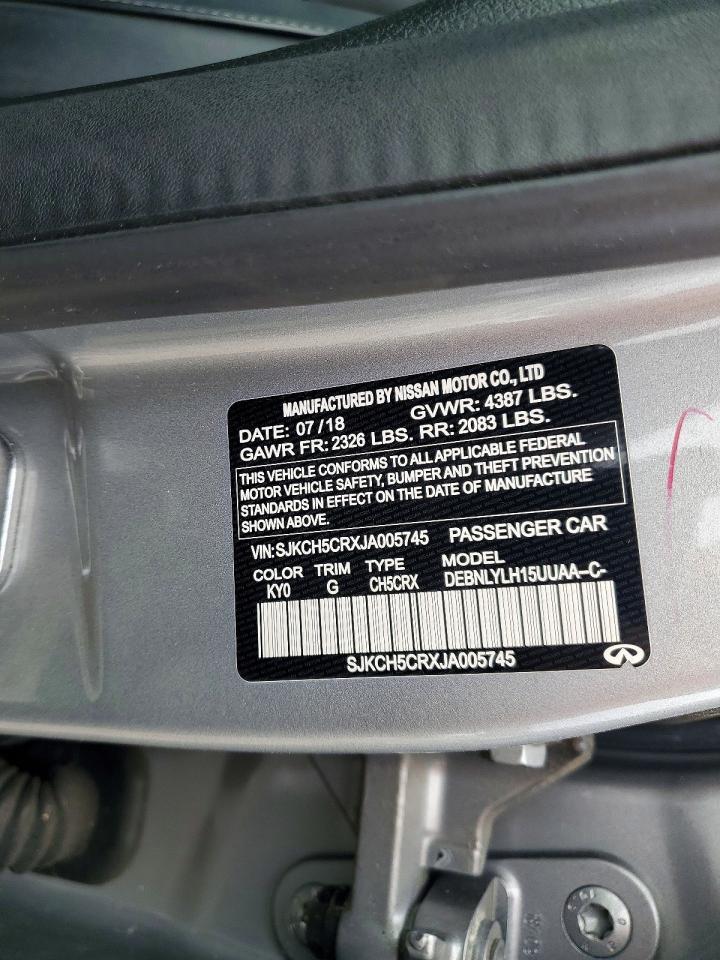 MANUFACTURED BY NISSAN MOTOR CO., LTD
DATE: 07/18 GVWR: 4387 LBS.
GAWR FR: 2326 LBS. RR: 2083 LBS.
THIS VEHICLE CONFORMS TO ALL APPLICABLE FEDERAL
MOTOR VEHICLE SAFETY, BUMPER AND THEFT PREVENTION
STANDARDS IN EFFECT ON THE DATE OF MANUFACTURE
SHOWN ABOVE.
VIN:SJKCH5CRXJA005745 PASSENGER CAR
COLOR TRIM TYPE MODEL
KY0 G CH5CRX DEBNLYLH15UUAA–C-
SJKCH5CRXJA005745